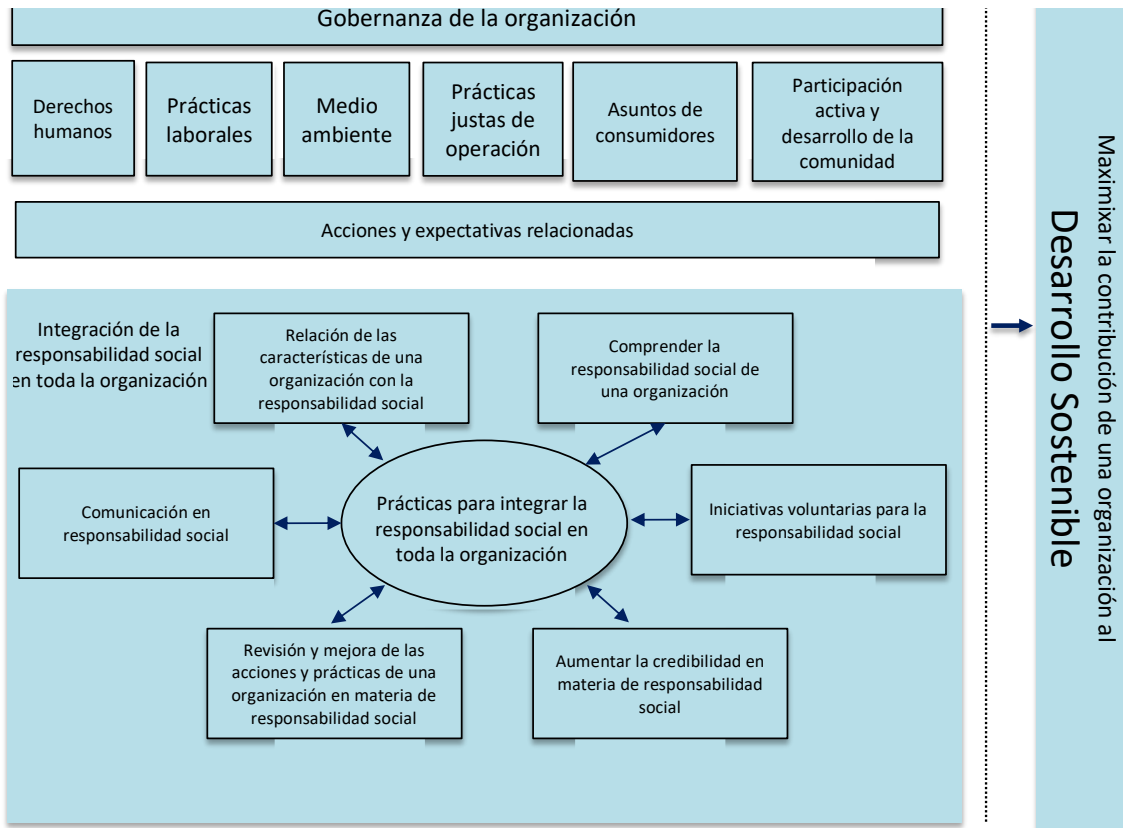 Gobernanza de la organización
Derechos
humanos
Prácticas
laborales
Medio
ambiente
Prácticas
justas de
operación
Asuntos de
consumidores
Participación
activa y
desarrollo de la
comunidad
Acciones y expectativas relacionadas
Integración de la
responsabilidad social
en toda la organización
Relación de las
características de una
organización con la
responsabilidad social
Comprender la
responsabilidad social de
una organización
Comunicación en
responsabilidad social
Prácticas para integrar la
responsabilidad social en
toda la organización
Iniciativas voluntarias para la
responsabilidad social
Revisión y mejora de las
acciones y prácticas de una
organización en materia de
responsabilidad social
Aumentar la credibilidad en
materia de responsabilidad
social
Maximixar la contribución de una organización al
Desarrollo Sostenible